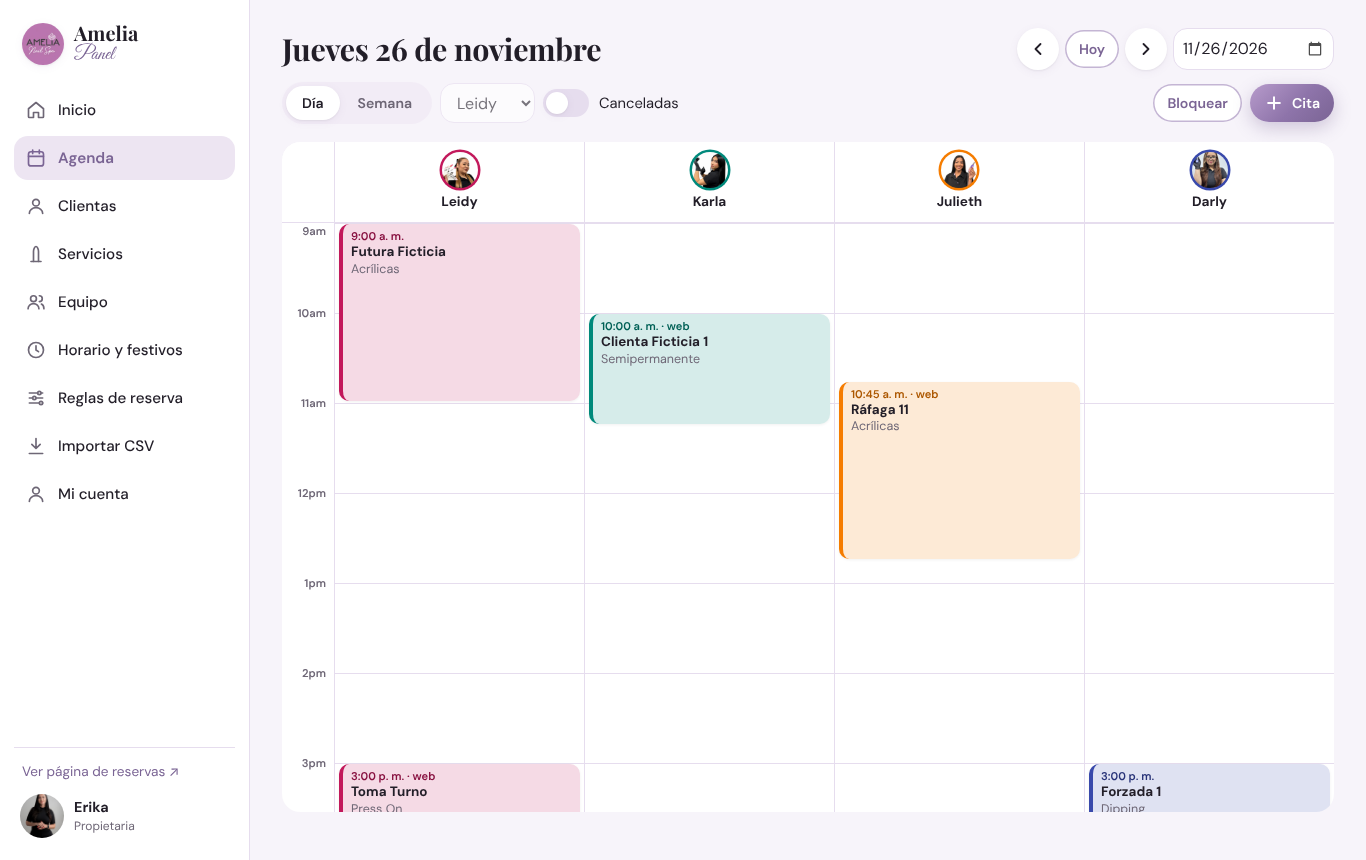 Amelia
Panel
Inicio
Agenda
Clientas
Servicios
Equipo
Horario y festivos
Reglas de reserva
Importar CSV
Mi cuenta
Ver página de reservas ↗
Erika
Propietaria
Jueves 26 de noviembre
Hoy
11/26/2026
Día
Semana
Leidy
Canceladas
Bloquear
+ Cita
Leidy
Karla
Julieth
Darly
9am
9:00 a. m.
Futura Ficticia
Acrílicas
10am
10:00 a. m. · web
Clienta Ficticia 1
Semipermanente
10:45 a. m. · web
Ráfaga 11
Acrílicas
11am
12pm
1pm
2pm
3pm
3:00 p. m. · web
Toma Turno
Press On
3:00 p. m.
Forzada 1
Dipping